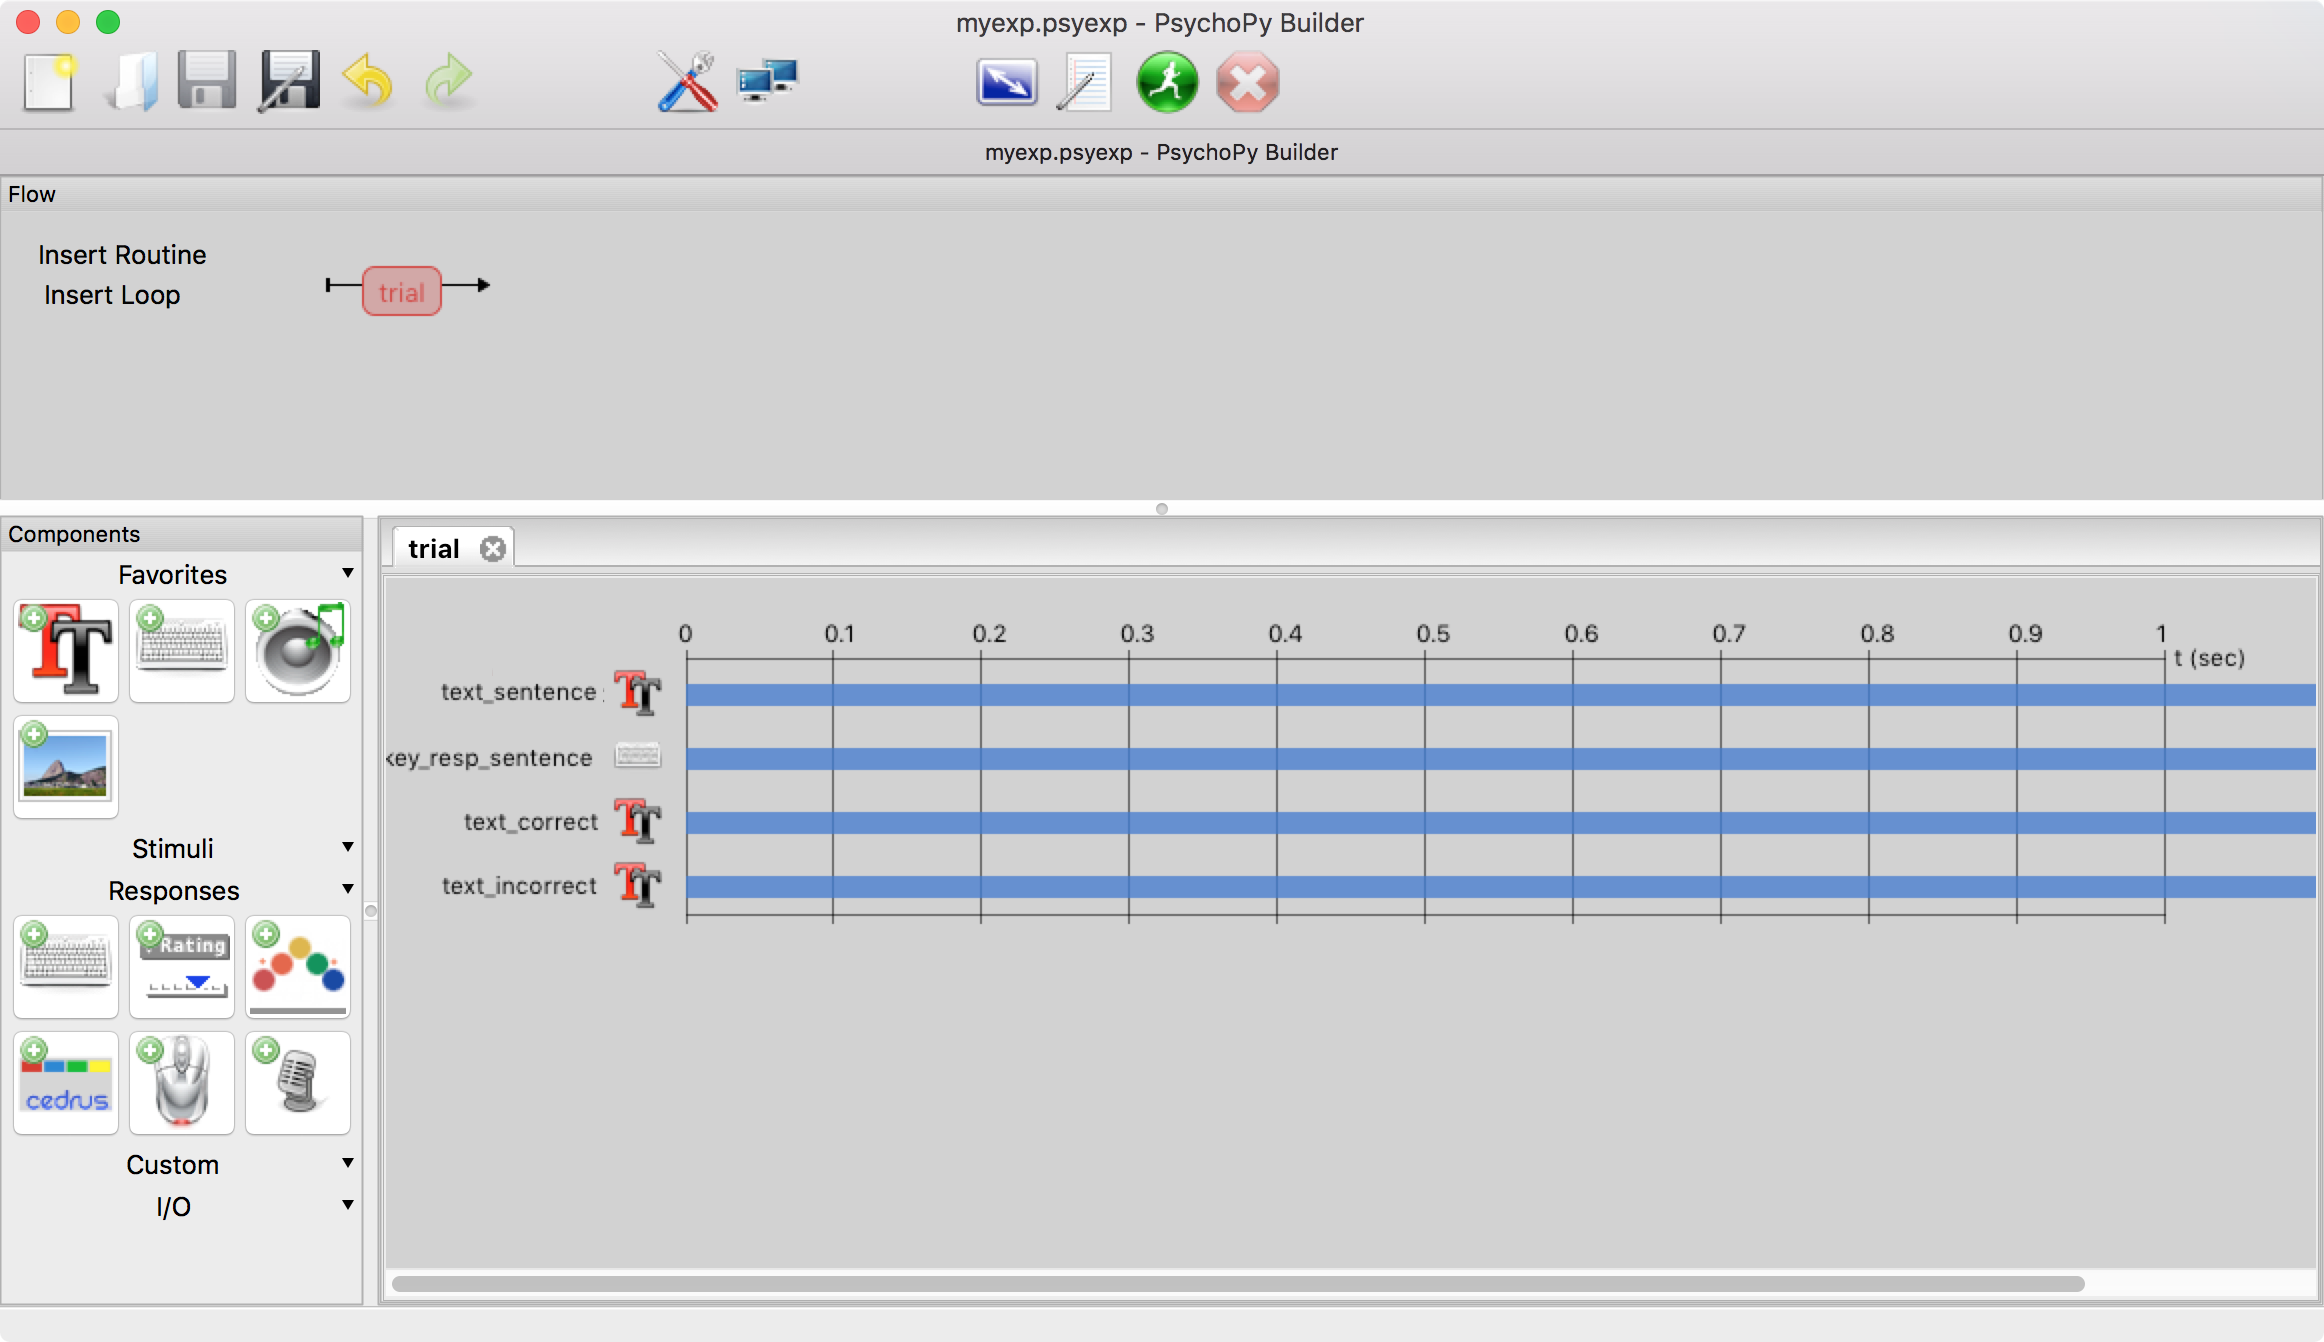 myexp.psyexp - PsychoPy Builder
myexp.psyexp - PsychoPy Builder
Flow
Insert Routine
Insert Loop
trial
Components
Favorites
Stimuli
Responses
Rating
cedrus
Custom
I/O
trial
0 0.1 0.2 0.3 0.4 0.5 0.6 0.7 0.8 0.9 1
t (sec)
text_sentence
key_resp_sentence
text_correct
text_incorrect